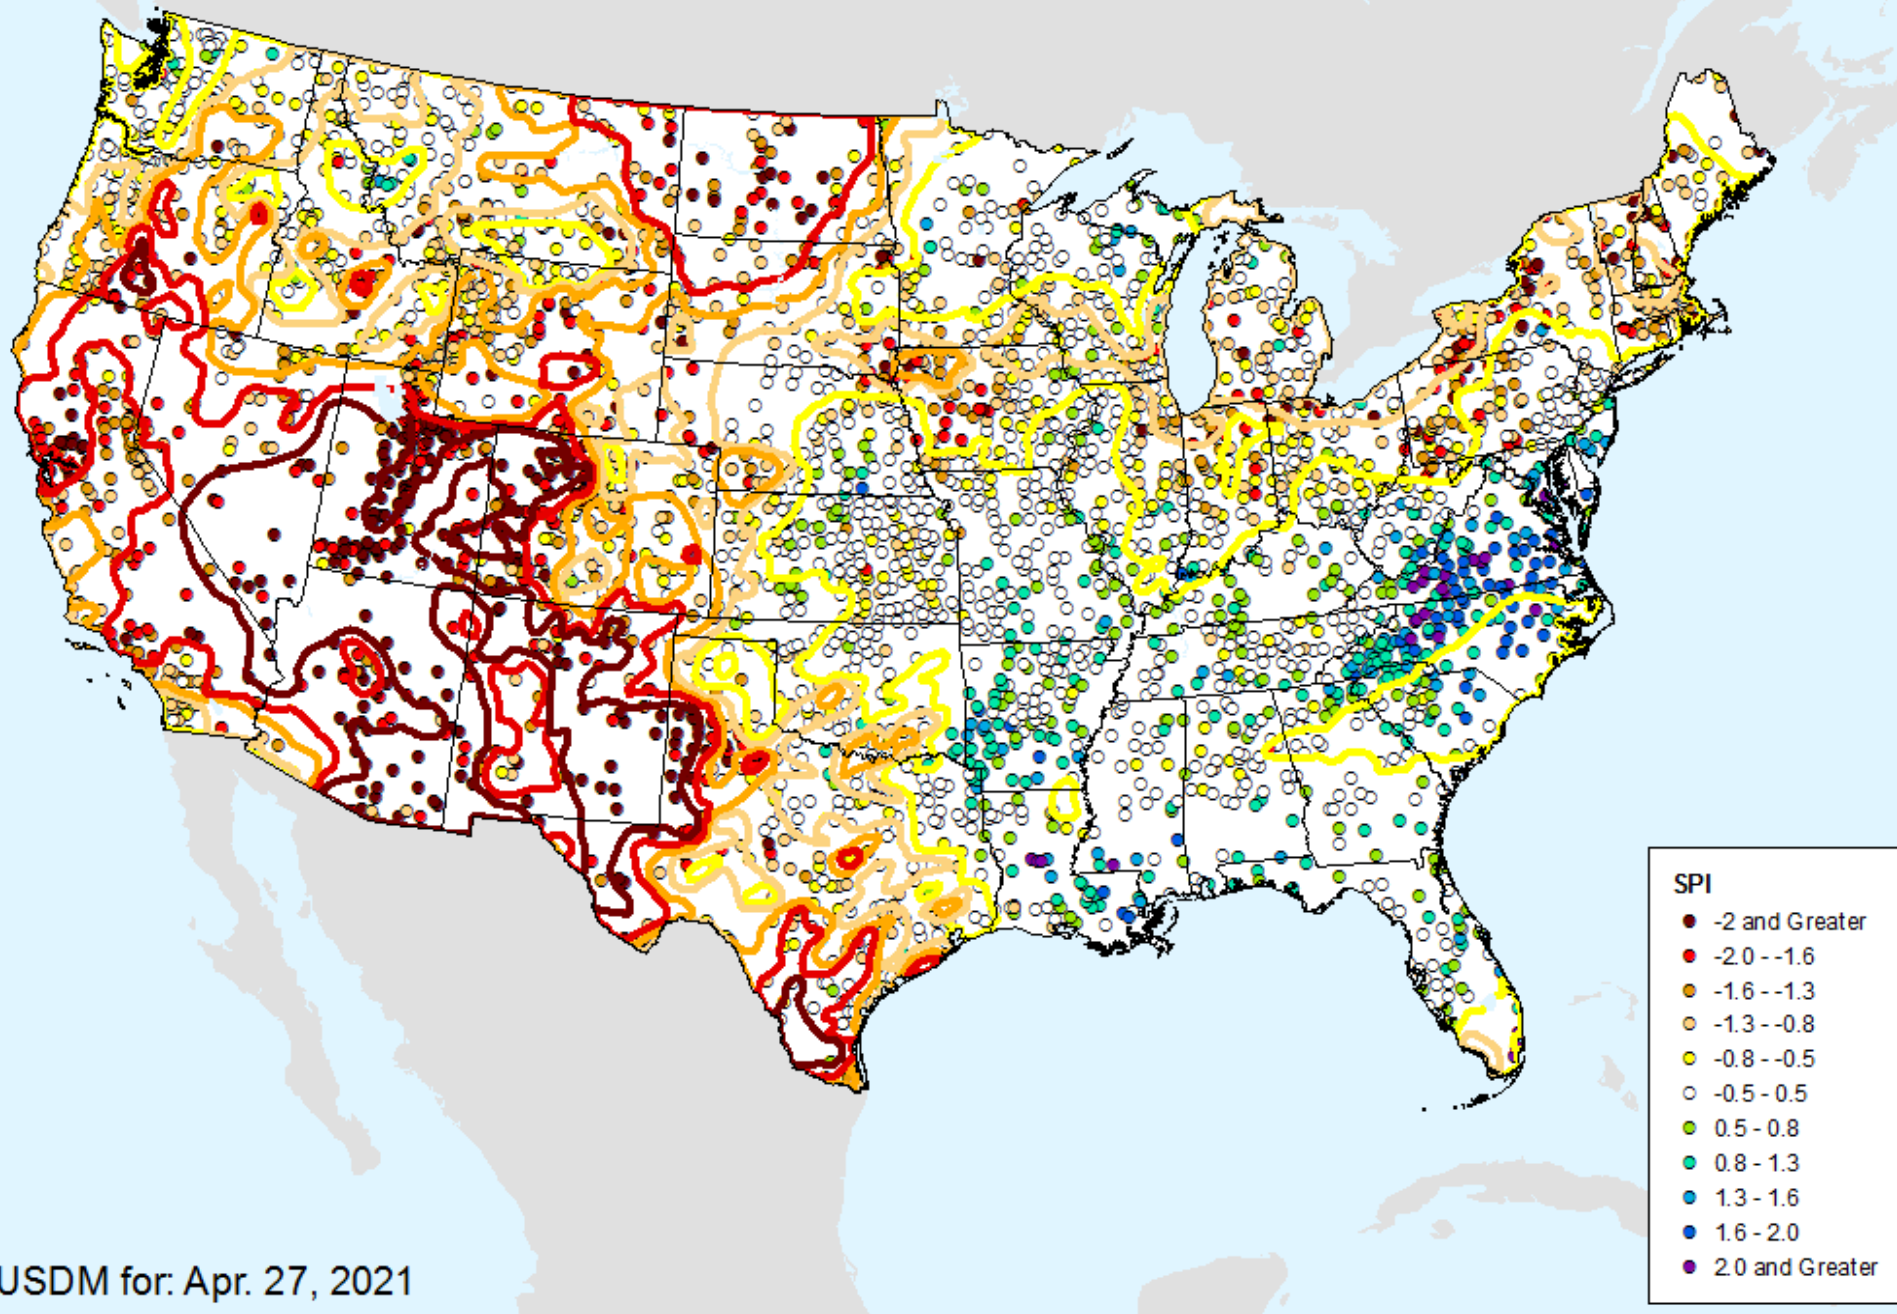 SPI
-2 and Greater
-2.0 - -1.6
-1.6 - -1.3
-1.3 - -0.8
-0.8 - -0.5
-0.5 - 0.5
0.5 - 0.8
0.8 - 1.3
1.3 - 1.6
1.6 - 2.0
2.0 and Greater
USDM for: Apr. 27, 2021